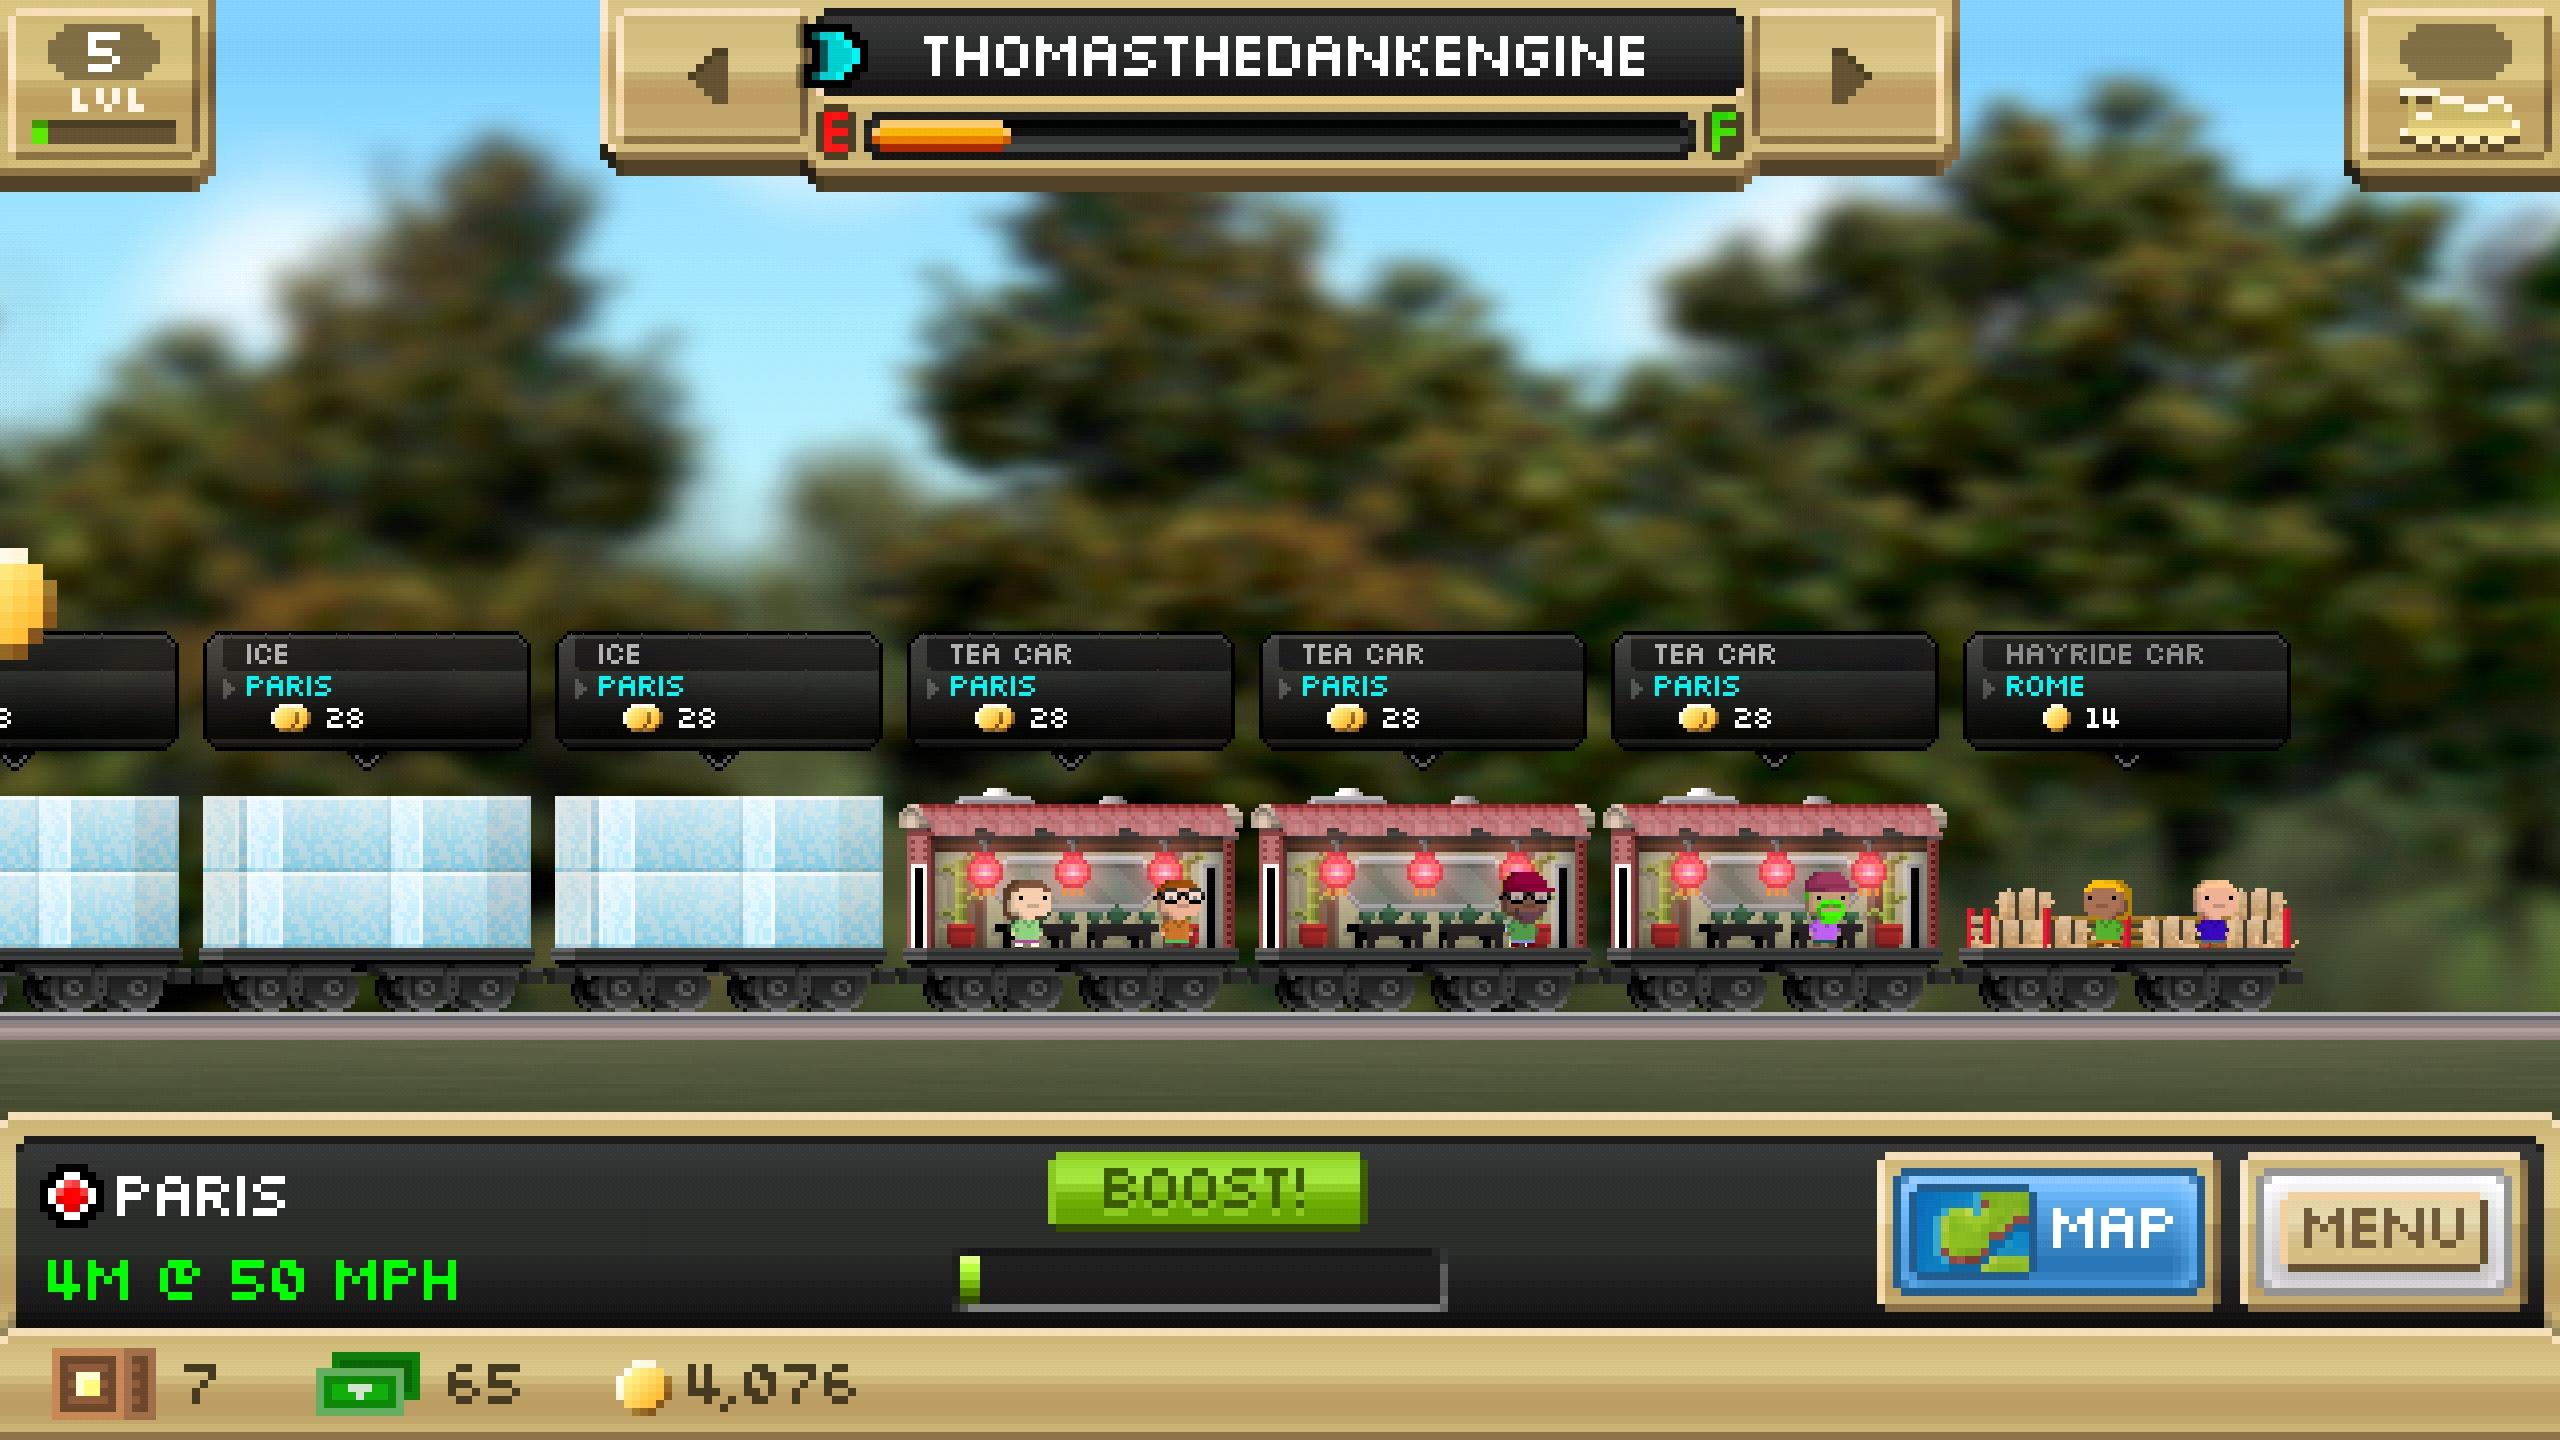 5
LVL
THOMASTHEDANKENGINE
E F
ICE
PARIS
28
ICE
PARIS
28
TEA CAR
PARIS
28
TEA CAR
PARIS
28
TEA CAR
PARIS
28
HAYRIDE CAR
ROME
14
PARIS
4M @ 50 MPH
BOOST!
MAP
MENU
7 65 4,076